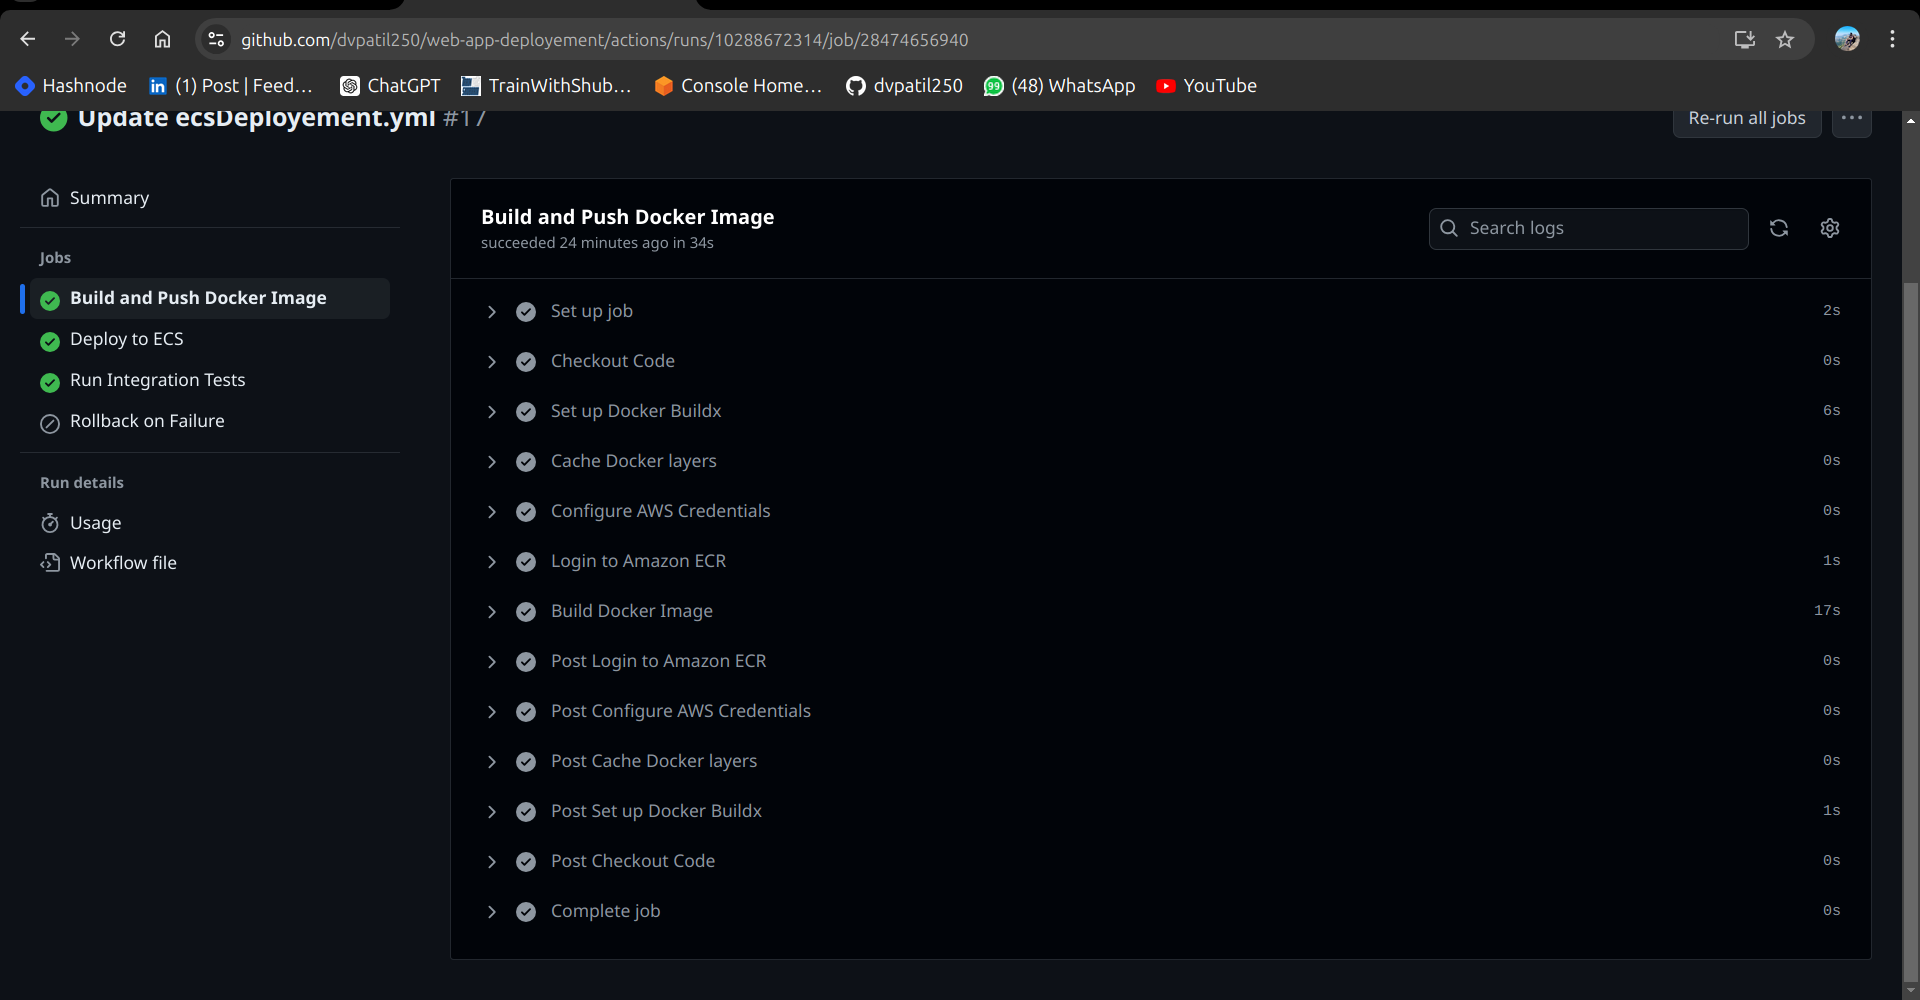 github.com/dvpatil250/web-app-deployement/actions/runs/10288672314/job/28474656940
Hashnode (1) Post | Feed... ChatGPT TrainWithShub... Console Home... dvpatil250 99 (48) WhatsApp YouTube
Update ecsDeployement.yml #17
Re-run all jobs
Summary
Jobs
Build and Push Docker Image
Deploy to ECS
Run Integration Tests
Rollback on Failure
Run details
Usage
Workflow file
Build and Push Docker Image
succeeded 24 minutes ago in 34s
Search logs
Set up job 2s
Checkout Code 0s
Set up Docker Buildx 6s
Cache Docker layers 0s
Configure AWS Credentials 0s
Login to Amazon ECR 1s
Build Docker Image 17s
Post Login to Amazon ECR 0s
Post Configure AWS Credentials 0s
Post Cache Docker layers 0s
Post Set up Docker Buildx 1s
Post Checkout Code 0s
Complete job 0s